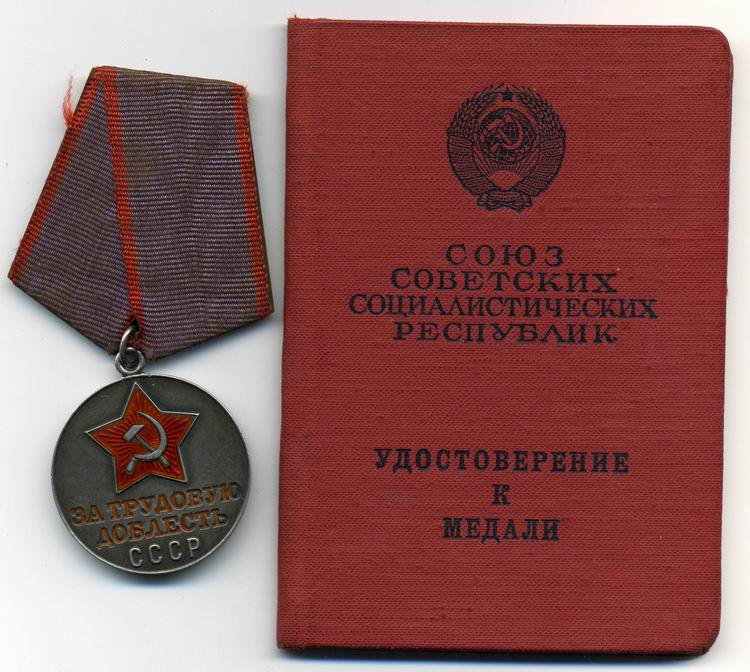 ЗА ТРУДОВУЮ
ДОБЛЕСТЬ
СССР
СОЮЗ
СОВЕТСКИХ
СОЦИАЛИСТИЧЕСКИХ
РЕСПУБЛИК
УДОСТОВЕРЕНИЕ
К
МЕДАЛИ